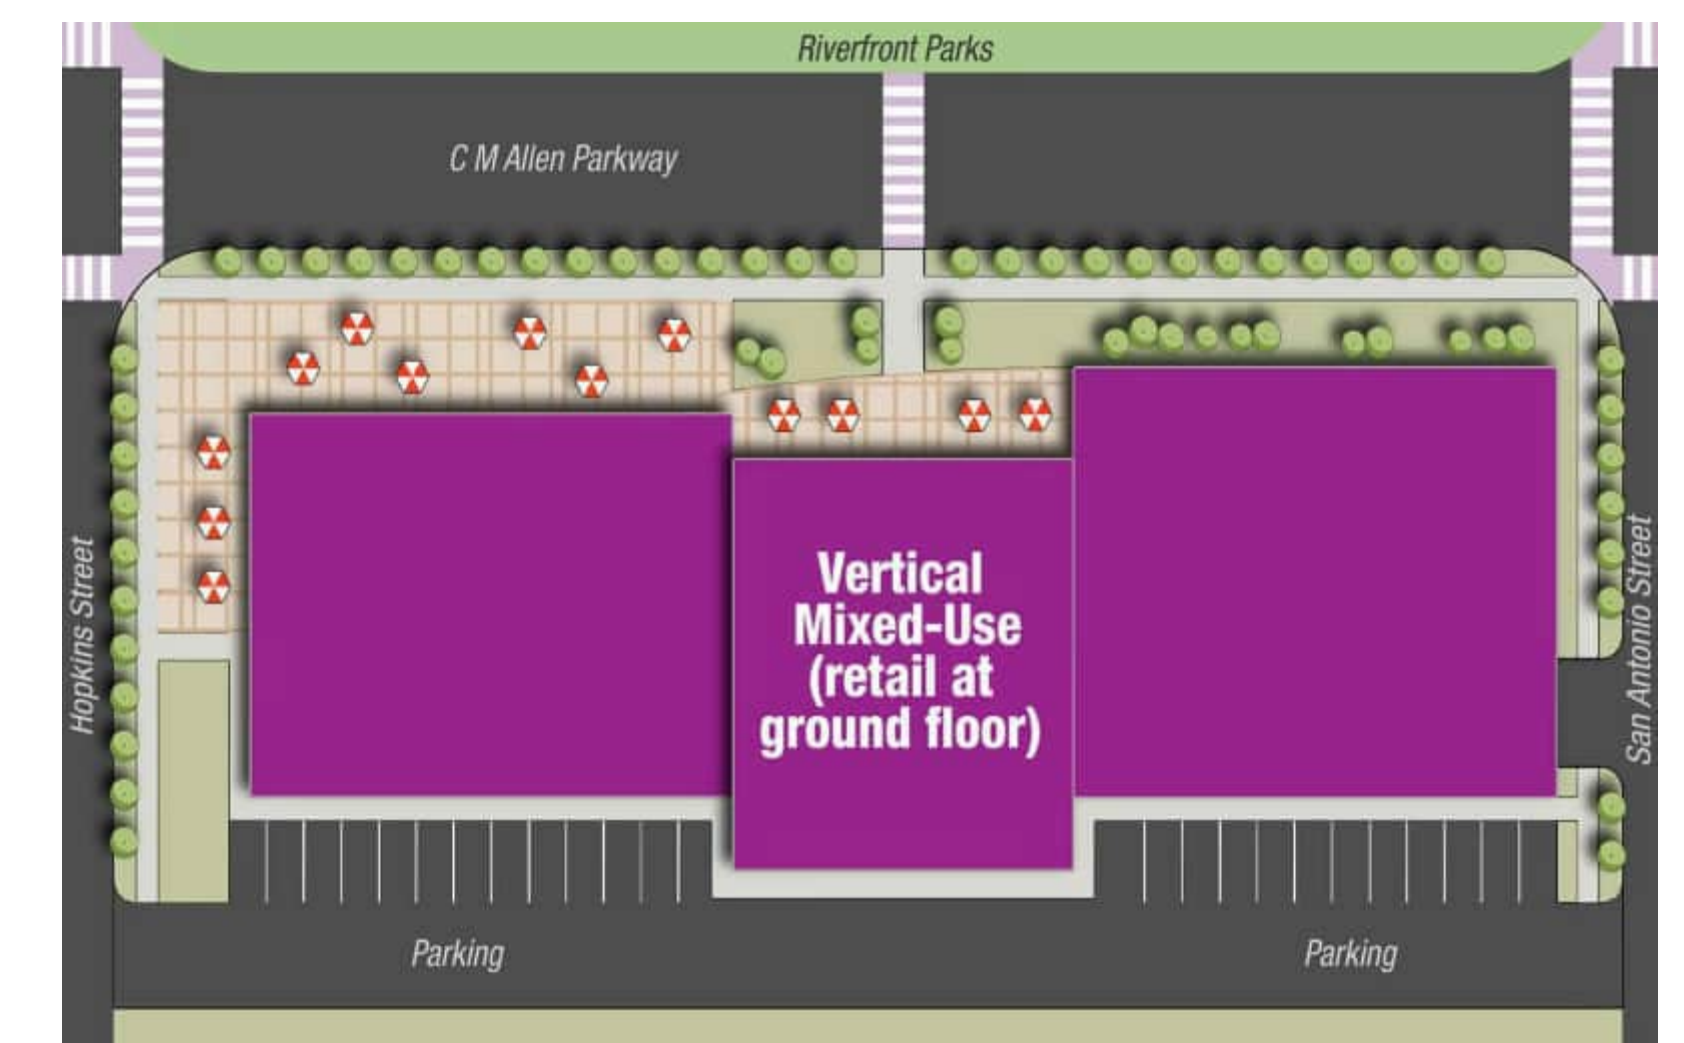 Riverfront Parks
C M Allen Parkway
Hopkins Street
San Antonio Street
Vertical
Mixed-Use
(retail at
ground floor)
Parking
Parking